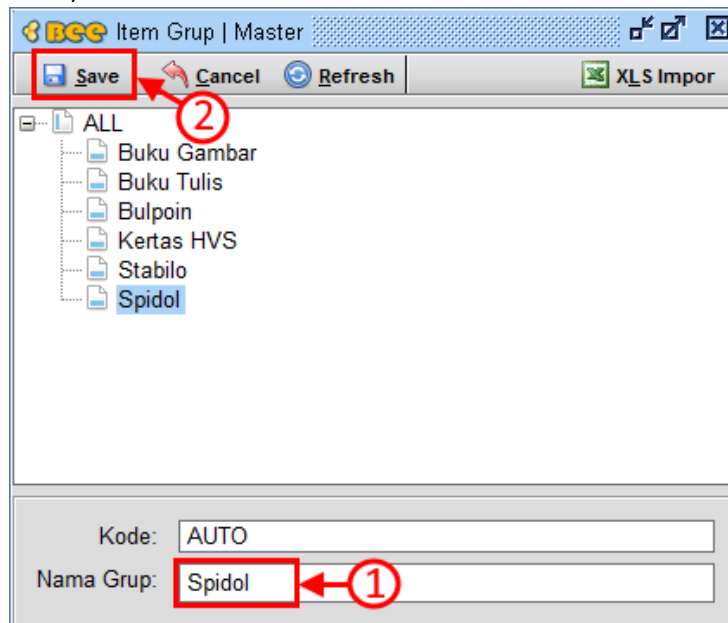 Bee Item Grup | Master
Save Cancel Refresh XLS Impor
2
ALL
Buku Gambar
Buku Tulis
Bulpoin
Kertas HVS
Stabilo
Spidol
Kode: AUTO
Nama Grup: Spidol 1